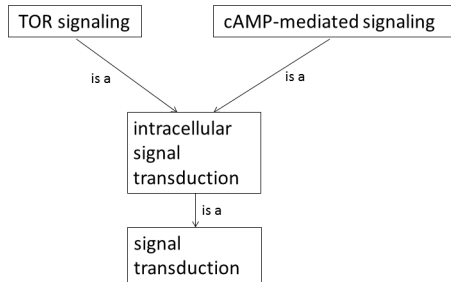 TOR signaling
cAMP-mediated signaling
is a
is a
intracellular
signal
transduction
is a
signal
transduction